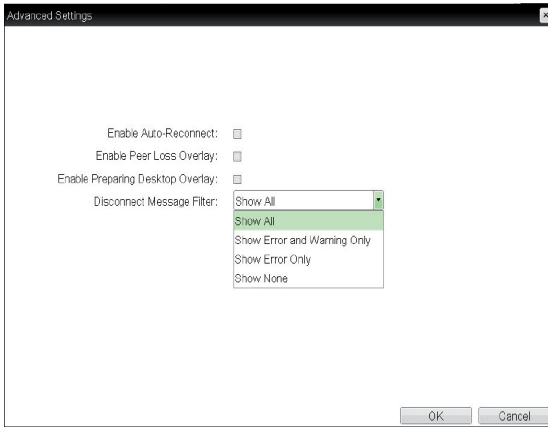 Advanced Settings
Enable Auto-Reconnect:
Enable Peer Loss Overlay:
Enable Preparing Desktop Overlay:
Disconnect Message Filter: Show All
Show All
Show Error and Warning Only
Show Error Only
Show None
OK Cancel